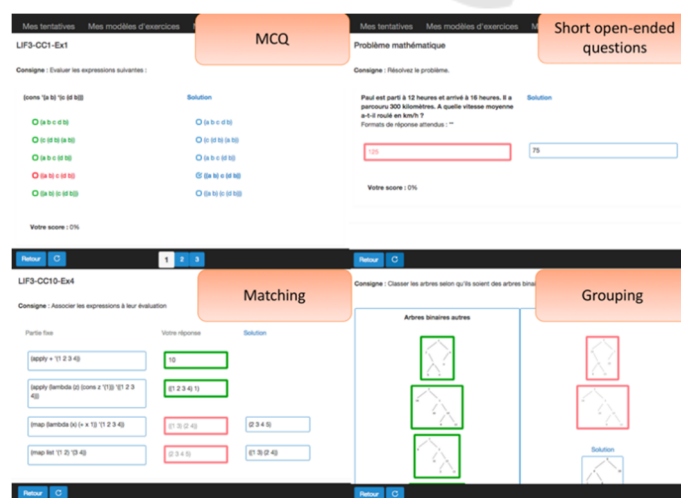 Mes tentatives Mes modèles d'exercices
MCQ
LIF3-CC1-Ex1
Consigne : Evaluer les expressions suivantes :
(cons '(a b) '(c (d b)))
Solution
(a b c d b)
(a b c d b)
(c (d b) (a b))
(c (d b) (a b))
(a b c (d b))
(a b c (d b))
((a b) c (d b))
((a b) c (d b))
((a b) (c (d b)))
((a b) (c (d b)))
Votre score : 0%
Retour
1 2 3
Mes tentatives Mes modèles d'exercices
Short open-ended
questions
Problème mathématique
Consigne : Résolvez le problème.
Paul est parti à 12 heures et arrivé à 16 heures. Il a
parcouru 300 kilomètres. A quelle vitesse moyenne
a-t-il roulé en km/h ?
Formats de réponse attendus : ""
Solution
125
75
Votre score : 0%
Retour
LIF3-CC10-Ex4
Matching
Consigne : Associer les expressions à leur évaluation
Partie fixe
Votre réponse
Solution
(apply + '(1 2 3 4))
10
(apply (lambda (z) (cons z '(1))) '((1 2 3
4)))
((1 2 3 4) 1)
(map (lambda (x) (+ x 1)) '(1 2 3 4))
((1 3) (2 4))
(2 3 4 5)
(map list '(1 2) '(3 4))
(2 3 4 5)
((1 3) (2 4))
Retour
Consigne : Classer les arbres selon qu'ils soient des arbres
Grouping
Arbres binaires autres
Solution
Retour